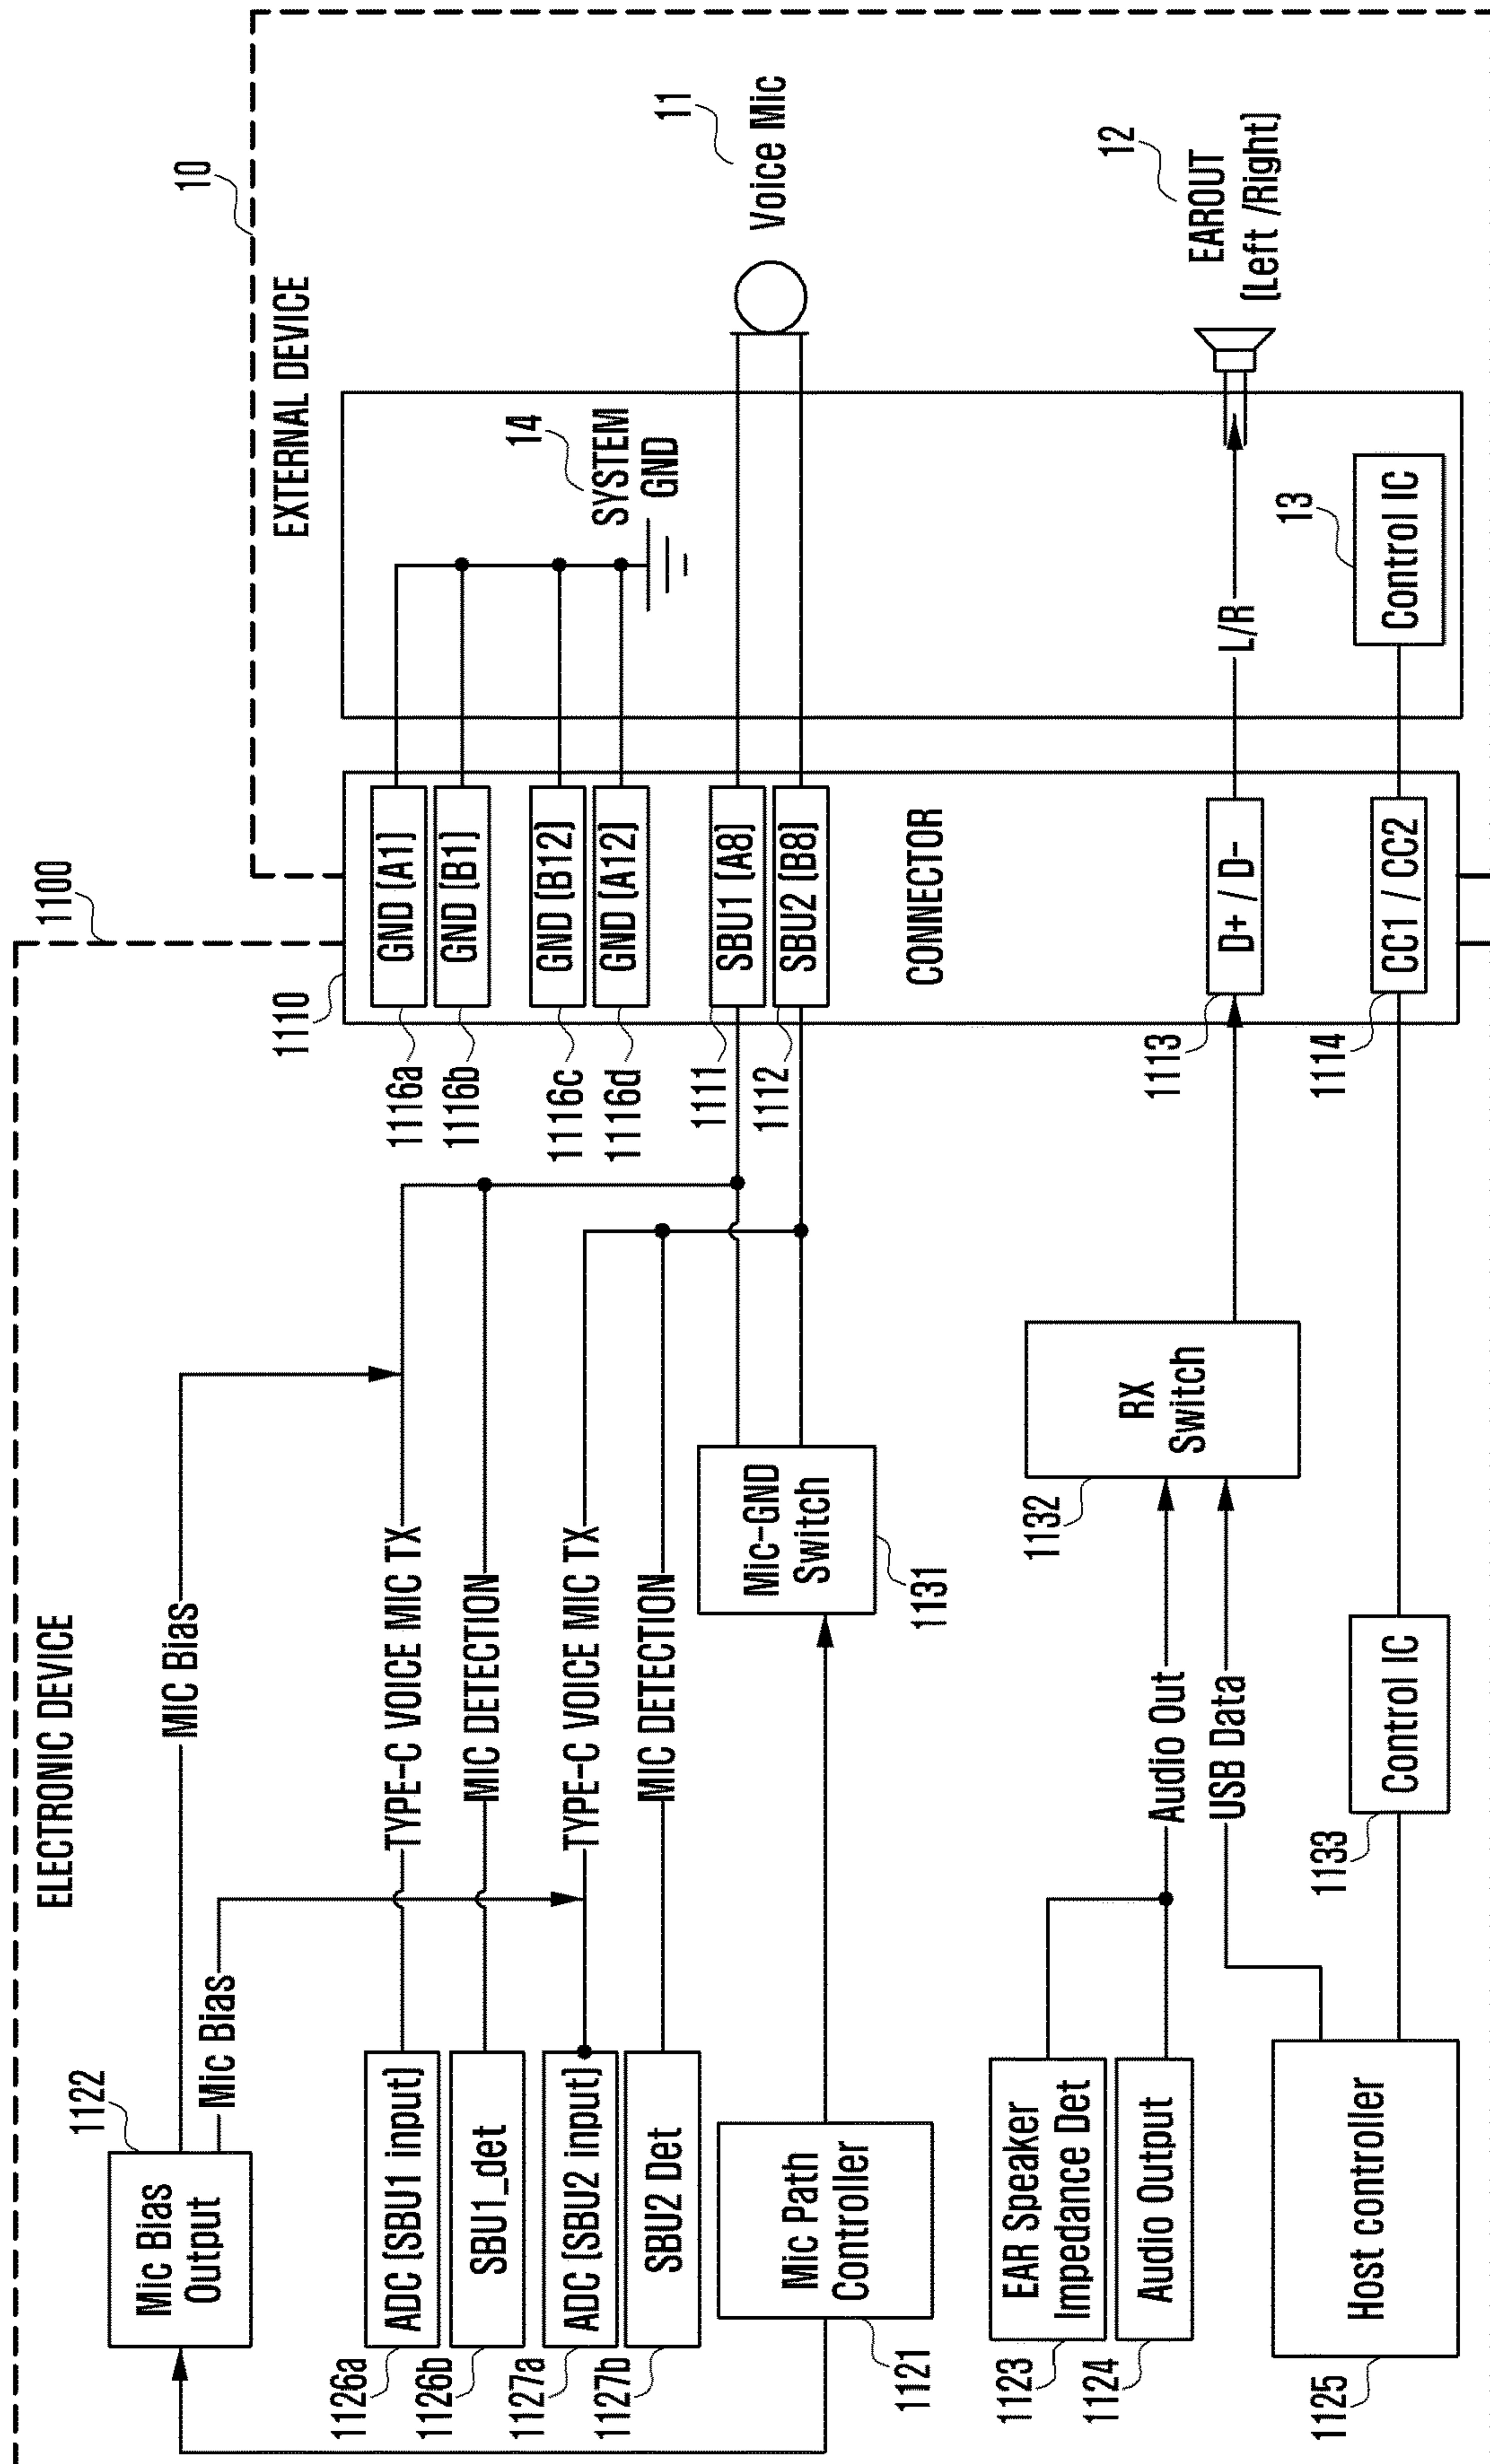 ELECTRONIC DEVICE
1100
10
EXTERNAL DEVICE
1122
Mic Bias
Output
MIC Bias
Mic Bias
1110
1126a
ADC (SBU1 input)
TYPE-C VOICE MIC TX
1116a
GND (A1)
1126b
SBU1_det
MIC DETECTION
1116b
GND (B1)
14
SYSTEM
GND
1127a
ADC (SBU2 input)
TYPE-C VOICE MIC TX
1116c
GND (B12)
1127b
SBU2 Det
MIC DETECTION
1116d
GND (A12)
1111
SBU1 (A8)
11
Voice Mic
1112
SBU2 (B8)
1121
Mic Path
Controller
Mic-GND
Switch
1131
CONNECTOR
1123
EAR Speaker
Impedance Det
1124
Audio Output
Audio Out
USB Data
1132
RX
Switch
1113
D+ / D-
L/R
12
EAROUT
(Left /Right)
1125
Host controller
1133
Control IC
1114
CC1 / CC2
13
Control IC